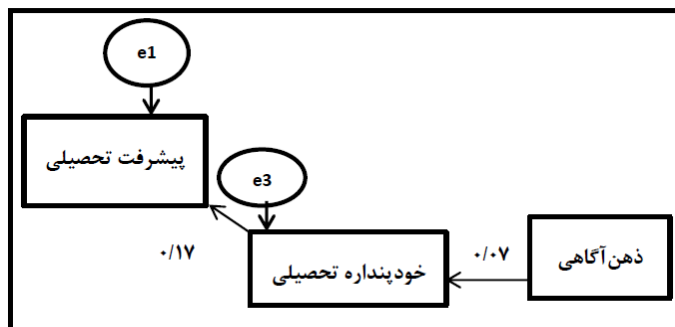 e1
پیشرفت تحصیلی
e3
۰/۱۷
خودپنداره تحصیلی
۰/۰۷
ذهن‌آگاهی